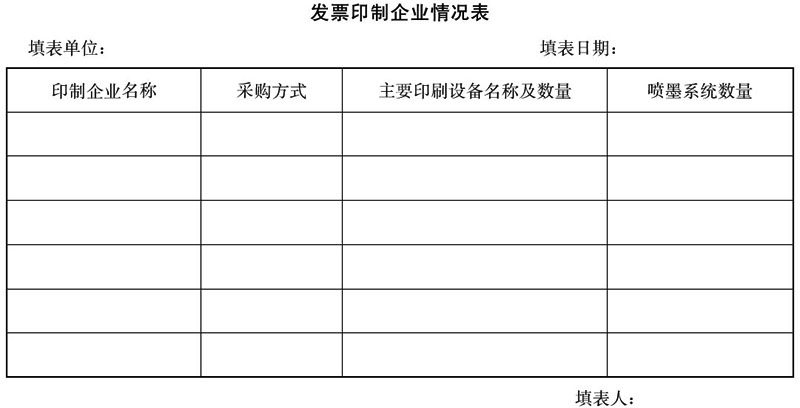 发票印制企业情况表
填表单位： 填表日期：
印制企业名称 采购方式 主要印刷设备名称及数量 喷墨系统数量
填表人：